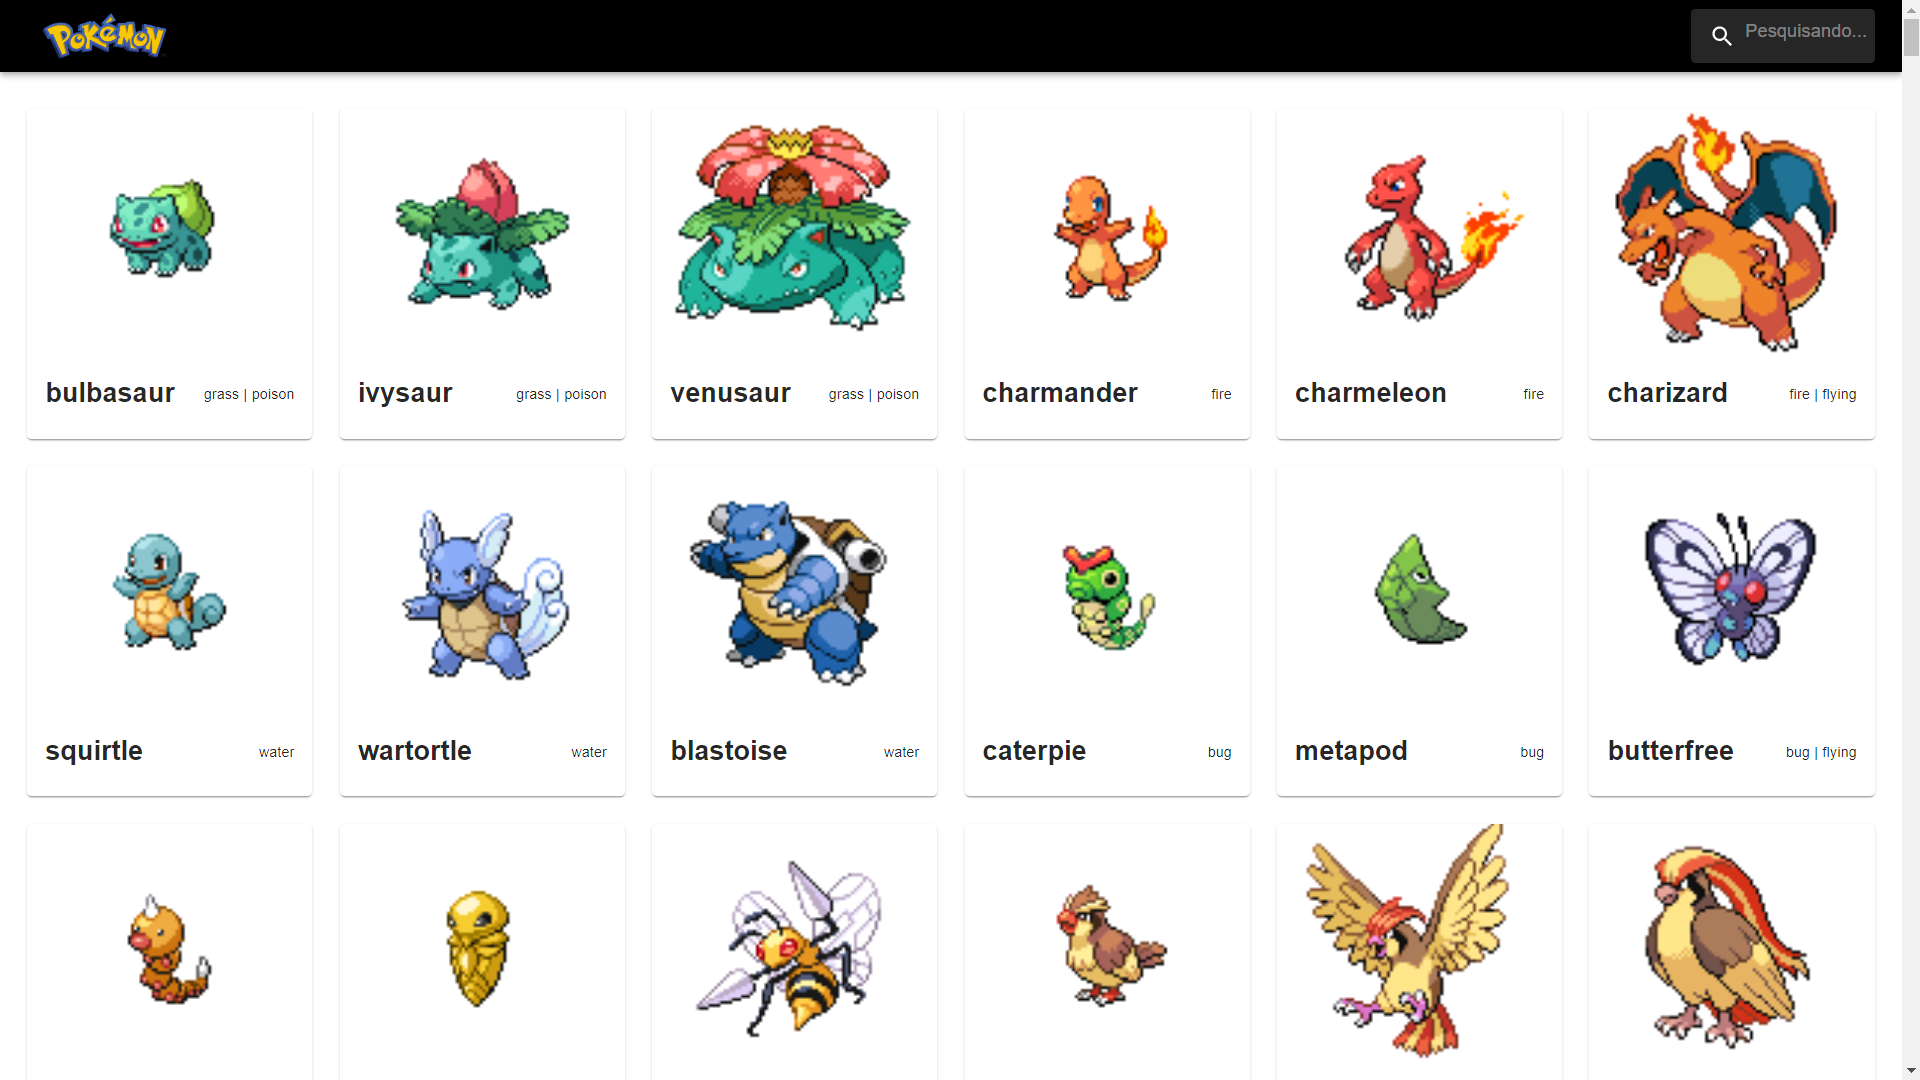 POKéMON
Pesquisando...
bulbasaur
grass | poison
ivysaur
grass | poison
venusaur
grass | poison
charmander
fire
charmeleon
fire
charizard
fire | flying
squirtle
water
wartortle
water
blastoise
water
caterpie
bug
metapod
bug
butterfree
bug | flying